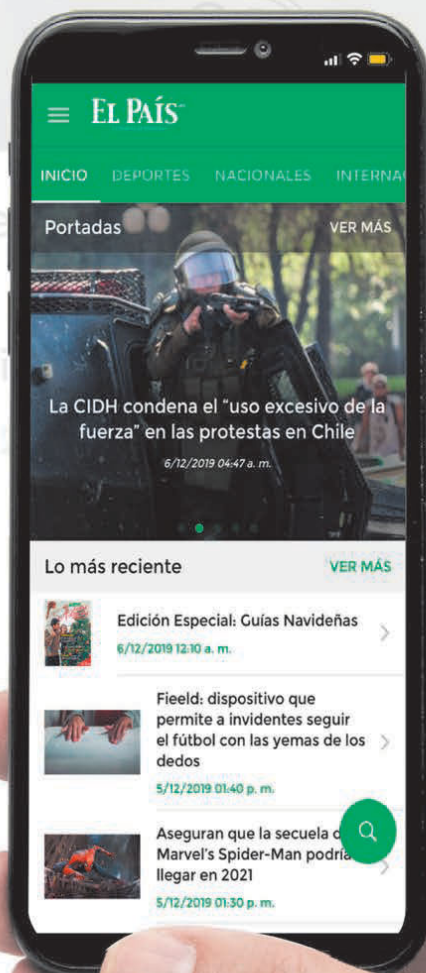 EL PAÍS
INICIO DEPORTES NACIONALES INTERNA
Portadas VER MÁS
La CIDH condena el "uso excesivo de la
fuerza" en las protestas en Chile
6/12/2019 04:47 a. m.
Lo más reciente VER MÁS
Edición Especial: Guías Navideñas
6/12/2019 12:10 a. m.
Fieeld: dispositivo que
permite a invidentes seguir
el fútbol con las yemas de los
dedos
5/12/2019 01:40 p. m.
Aseguran que la secuela d
Marvel's Spider-Man podría
llegar en 2021
5/12/2019 01:30 p. m.